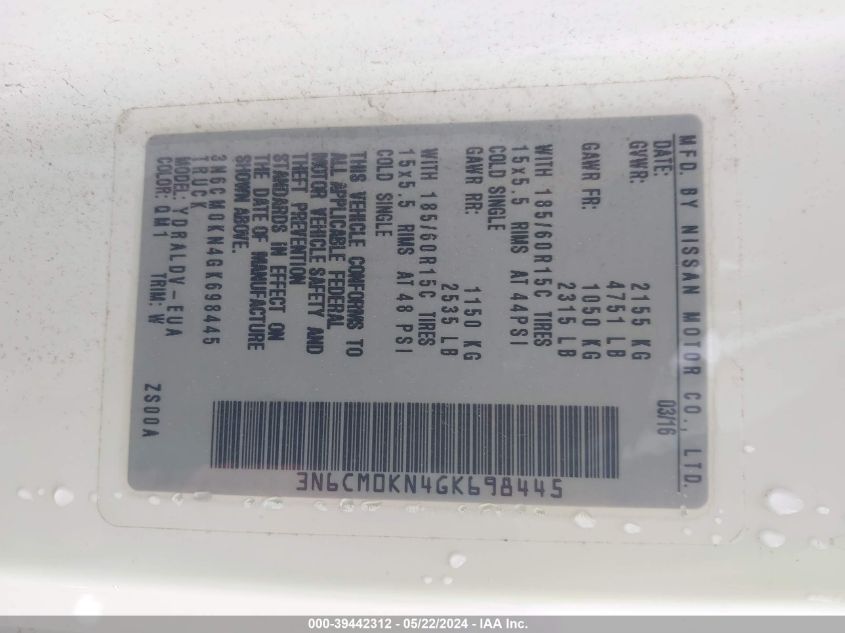 MFD. BY NISSAN MOTOR CO., LTD.
DATE: 03/16
GVWR: 2155 KG
4751 LB
GAWR FR: 1050 KG
2315 LB
WITH 185/60R15C TIRES
15x5.5 RIMS AT 44PSI
COLD SINGLE
GAWR RR: 1150 KG
2535 LB
WITH 185/60R15C TIRES
15x5.5 RIMS AT 48 PSI
COLD SINGLE
THIS VEHICLE CONFORMS TO
ALL APPLICABLE FEDERAL
MOTOR VEHICLE SAFETY AND
THEFT PREVENTION
STANDARDS IN EFFECT ON
THE DATE OF MANUFACTURE
SHOWN ABOVE.
3N6CM0KN4GK698445
TRUCK
MODEL: YDRALDV-EUA
COLOR: QM1 TRIM: W
ZS00A
3N6CM0KN4GK698445
000-39442312 - 05/22/2024 - IAA Inc.